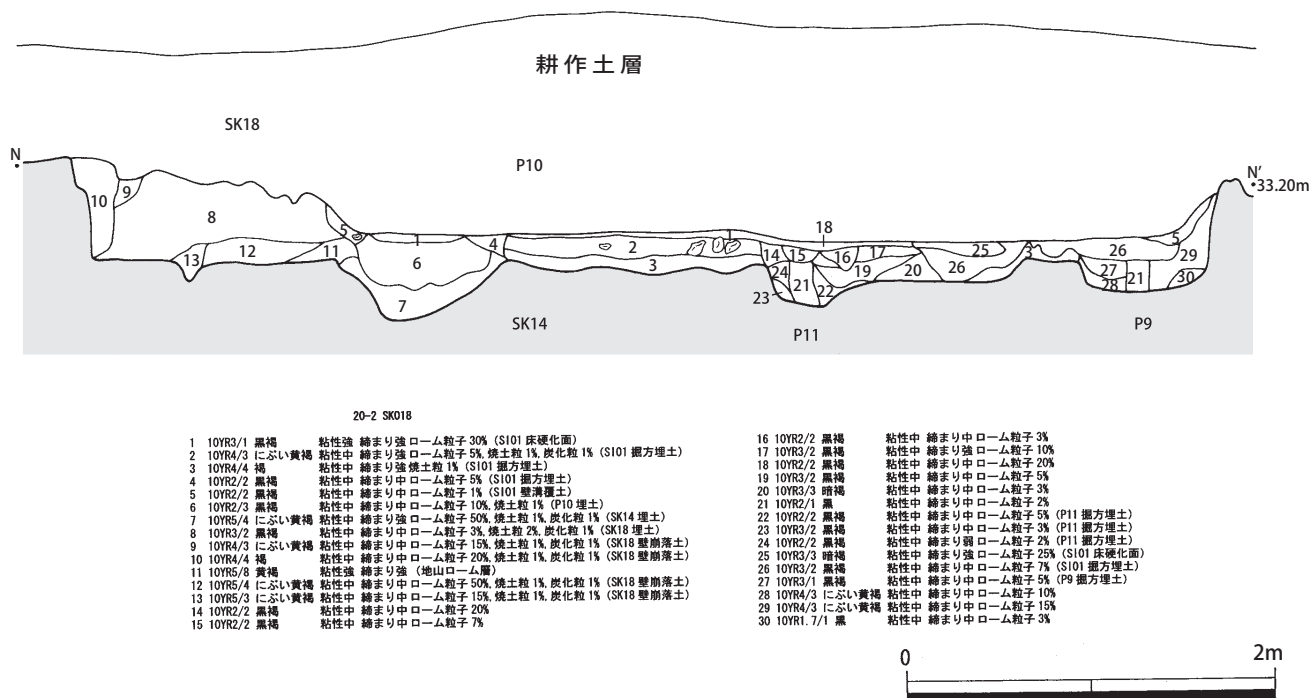 耕作土層
SK18
N
P10
N'
33.20m
10
9
8
5
1
4
2
1
18
12
11
6
3
14
15
16
17
25
3
26
5
29
13
7
24
21
19
20
26
27
21
30
23
22
28
SK14
P11
P9
20-2 SK018
1 10YR3/1 黒褐 粘性強 締まり強 ローム粒子 30% (SI01 床硬化面)
2 10YR4/3 にぶい黄褐 粘性中 締まり強 ローム粒子 5%, 焼土粒 1%, 炭化粒 1% (SI01 掘方埋土)
3 10YR4/4 褐 粘性中 締まり強 焼土粒 1% (SI01 掘方埋土)
4 10YR2/2 黒褐 粘性中 締まり中 ローム粒子 5% (SI01 掘方埋土)
5 10YR2/2 黒褐 粘性中 締まり中 ローム粒子 1% (SI01 壁溝覆土)
6 10YR2/3 黒褐 粘性中 締まり中 ローム粒子 10%, 焼土粒 1% (P10 埋土)
7 10YR5/4 にぶい黄褐 粘性中 締まり強 ローム粒子 50%, 焼土粒 1%, 炭化粒 1% (SK14 埋土)
8 10YR3/2 黒褐 粘性中 締まり中 ローム粒子 3%, 焼土粒 2%, 炭化粒 1% (SK18 埋土)
9 10YR4/3 にぶい黄褐 粘性中 締まり中 ローム粒子 15%, 焼土粒 1%, 炭化粒 1% (SK18 壁崩落土)
10 10YR4/4 褐 粘性中 締まり中 ローム粒子 20%, 焼土粒 1%, 炭化粒 1% (SK18 壁崩落土)
11 10YR5/8 黄褐 粘性強 締まり強 (地山ローム層)
12 10YR5/4 にぶい黄褐 粘性中 締まり中 ローム粒子 50%, 焼土粒 1%, 炭化粒 1% (SK18 壁崩落土)
13 10YR5/3 にぶい黄褐 粘性中 締まり中 ローム粒子 15%, 焼土粒 1%, 炭化粒 1% (SK18 壁崩落土)
14 10YR2/2 黒褐 粘性中 締まり中 ローム粒子 20%
15 10YR2/2 黒褐 粘性中 締まり中 ローム粒子 7%
16 10YR2/2 黒褐 粘性中 締まり中 ローム粒子 3%
17 10YR3/2 黒褐 粘性中 締まり強 ローム粒子 10%
18 10YR2/2 黒褐 粘性中 締まり中 ローム粒子 20%
19 10YR3/2 黒褐 粘性中 締まり中 ローム粒子 5%
20 10YR3/3 暗褐 粘性中 締まり中 ローム粒子 3%
21 10YR2/1 黒 粘性中 締まり中 ローム粒子 2%
22 10YR2/2 黒褐 粘性中 締まり中 ローム粒子 5% (P11 掘方埋土)
23 10YR3/2 黒褐 粘性中 締まり中 ローム粒子 3% (P11 掘方埋土)
24 10YR2/2 黒褐 粘性中 締まり弱 ローム粒子 2% (P11 掘方埋土)
25 10YR3/3 暗褐 粘性中 締まり強 ローム粒子 25% (SI01 床硬化面)
26 10YR3/2 黒褐 粘性中 締まり中 ローム粒子 7% (SI01 掘方埋土)
27 10YR3/1 黒褐 粘性中 締まり中 ローム粒子 5% (P9 掘方埋土)
28 10YR4/3 にぶい黄褐 粘性中 締まり中 ローム粒子 10%
29 10YR4/3 にぶい黄褐 粘性中 締まり中 ローム粒子 15%
30 10YR1.7/1 黒 粘性中 締まり中 ローム粒子 3%
0
2m